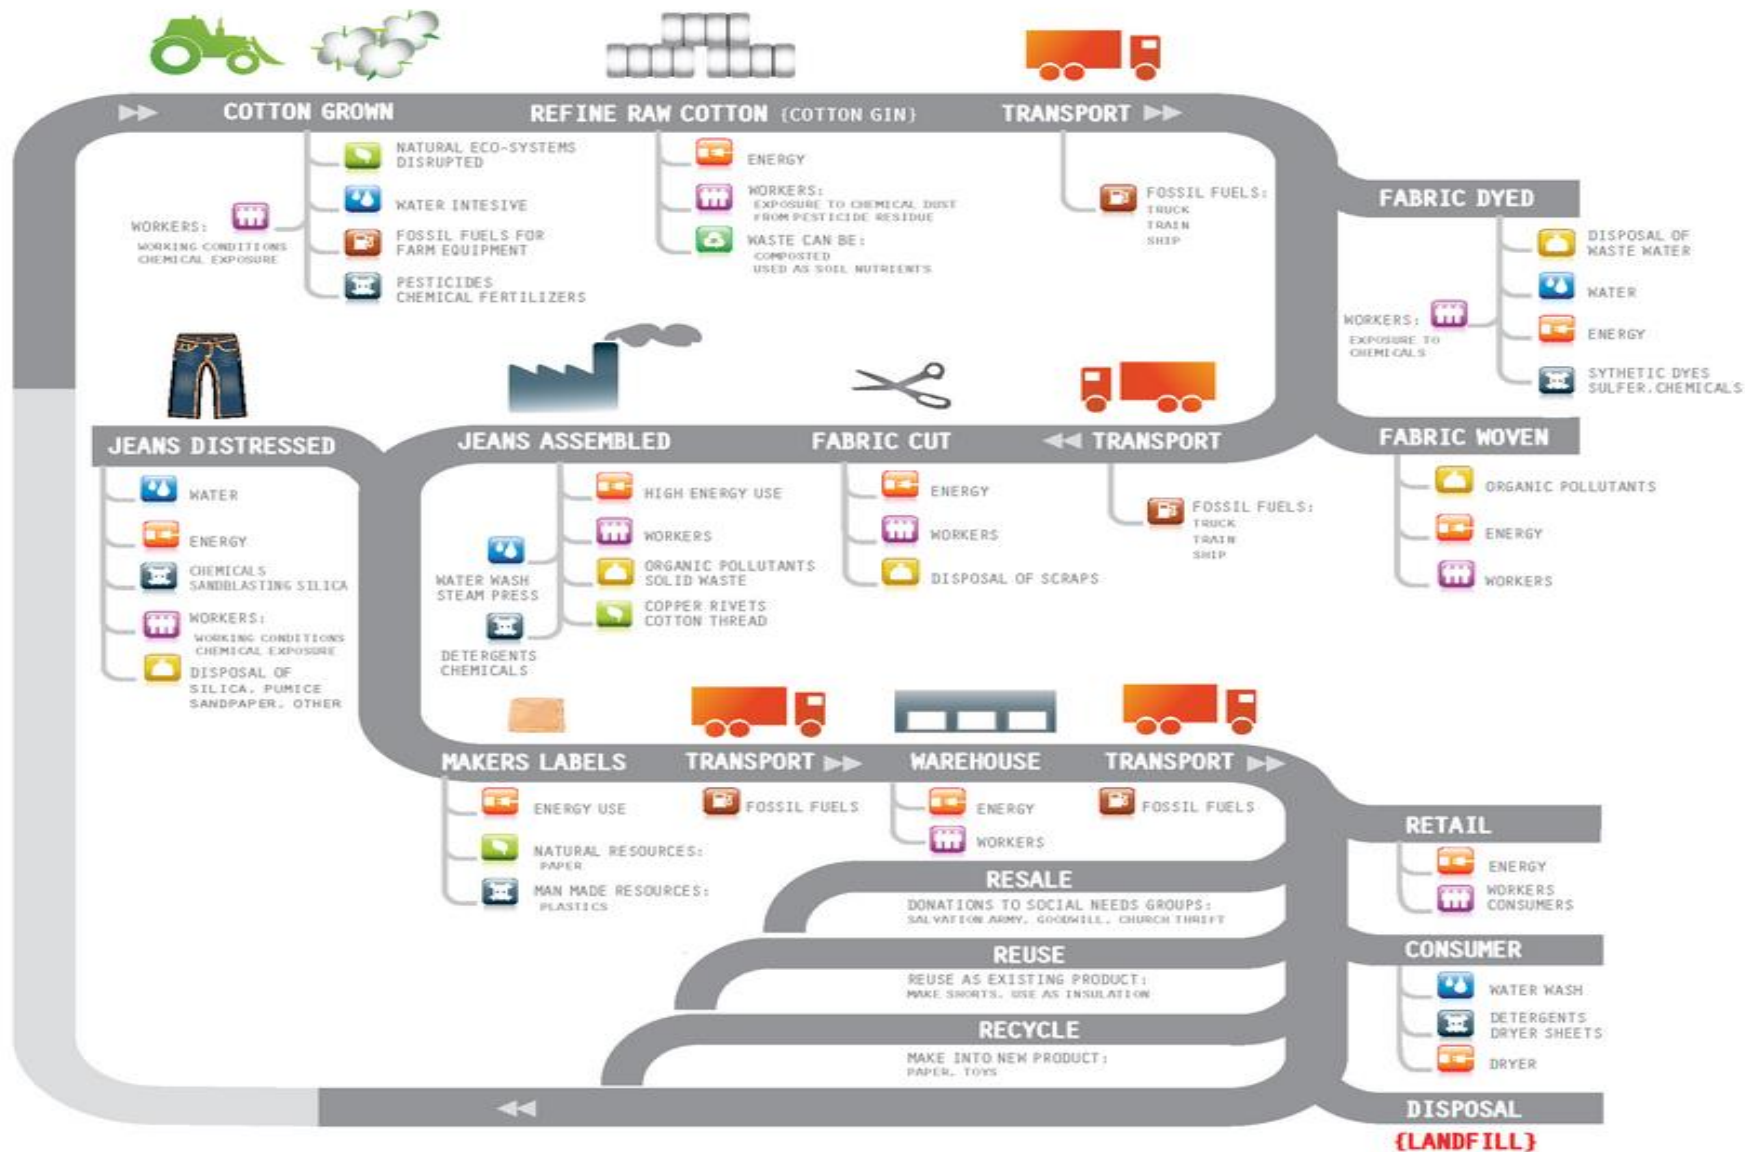 COTTON GROWN
NATURAL ECO-SYSTEMS
DISRUPTED
WATER INTESIVE
FOSSIL FUELS FOR
FARM EQUIPMENT
PESTICIDES
CHEMICAL FERTILIZERS
WORKERS:
WORKING CONDITIONS
CHEMICAL EXPOSURE
REFINE RAW COTTON {COTTON GIN}
ENERGY
WORKERS:
EXPOSURE TO CHEMICAL DUST
FROM PESTICIDE RESIDUE
WASTE CAN BE:
COMPOSTED
USED AS SOIL NUTRIENTS
TRANSPORT
FOSSIL FUELS:
TRUCK
TRAIN
SHIP
FABRIC DYED
DISPOSAL OF
WASTE WATER
WATER
ENERGY
SYTHETIC DYES
SULFER.CHEMICALS
WORKERS:
EXPOSURE TO
CHEMICALS
FABRIC WOVEN
ORGANIC POLLUTANTS
ENERGY
WORKERS
TRANSPORT
FOSSIL FUELS:
TRUCK
TRAIN
SHIP
FABRIC CUT
ENERGY
WORKERS
DISPOSAL OF SCRAPS
JEANS ASSEMBLED
HIGH ENERGY USE
WORKERS
ORGANIC POLLUTANTS
SOLID WASTE
COPPER RIVETS
COTTON THREAD
WATER WASH
STEAM PRESS
DETERGENTS
CHEMICALS
JEANS DISTRESSED
WATER
ENERGY
CHEMICALS
SANDBLASTING SILICA
WORKERS:
WORKING CONDITIONS
CHEMICAL EXPOSURE
DISPOSAL OF
SILICA. PUMICE
SANDPAPER. OTHER
MAKERS LABELS
ENERGY USE
NATURAL RESOURCES:
PAPER
MAN MADE RESOURCES:
PLASTICS
TRANSPORT
FOSSIL FUELS
WAREHOUSE
ENERGY
WORKERS
TRANSPORT
FOSSIL FUELS
RETAIL
ENERGY
WORKERS
CONSUMERS
CONSUMER
WATER WASH
DETERGENTS
DRYER SHEETS
DRYER
RESALE
DONATIONS TO SOCIAL NEEDS GROUPS:
SALVATION ARMY. GOODWILL. CHURCH THRIFT
REUSE
REUSE AS EXISTING PRODUCT:
MAKE SHORTS. USE AS INSULATION
RECYCLE
MAKE INTO NEW PRODUCT:
PAPER. TOYS
DISPOSAL
{LANDFILL}